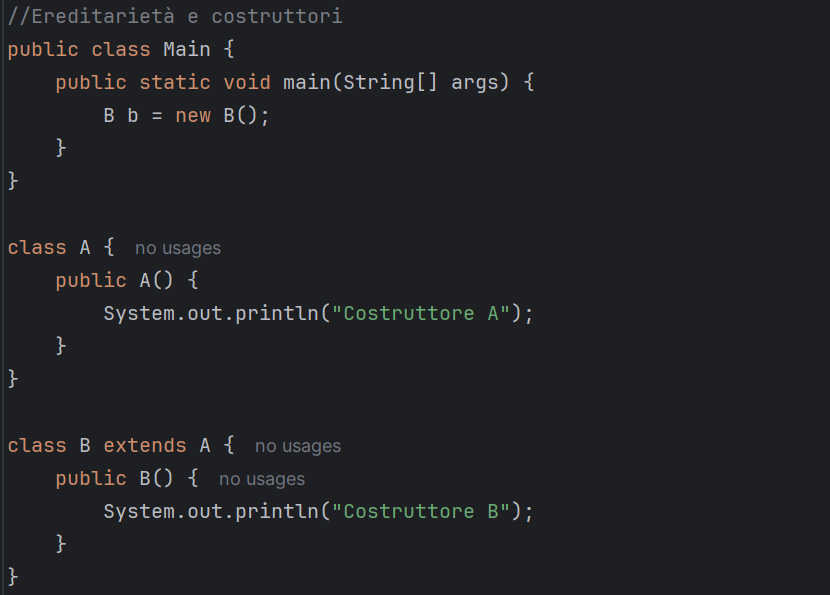 //Ereditarietà e costruttori
public class Main {
    public static void main(String[] args) {
        B b = new B();
    }
}

class A {  no usages
    public A() {
        System.out.println("Costruttore A");
    }
}

class B extends A {  no usages
    public B() {  no usages
        System.out.println("Costruttore B");
    }
}